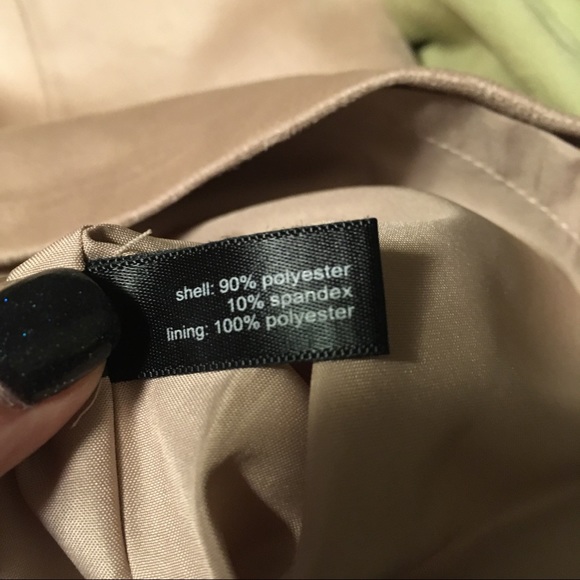 shell: 90% polyester
10% spandex
lining: 100% polyester